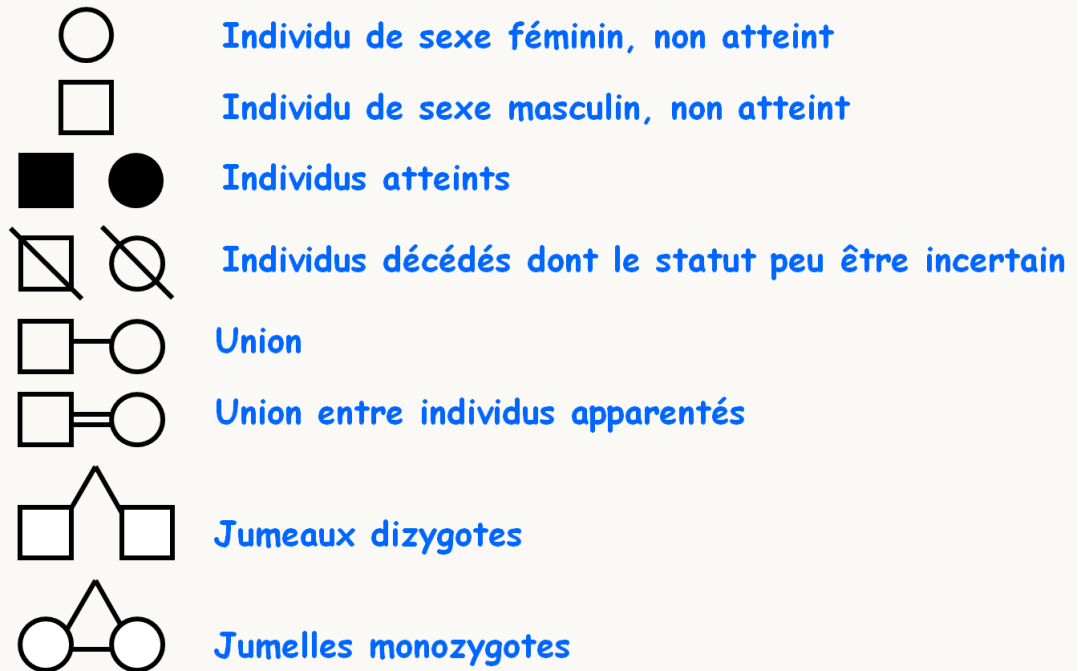 Individu de sexe féminin, non atteint
Individu de sexe masculin, non atteint
Individus atteints
Individus décédés dont le statut peu être incertain
Union
Union entre individus apparentés
Jumeaux dizygotes
Jumelles monozygotes